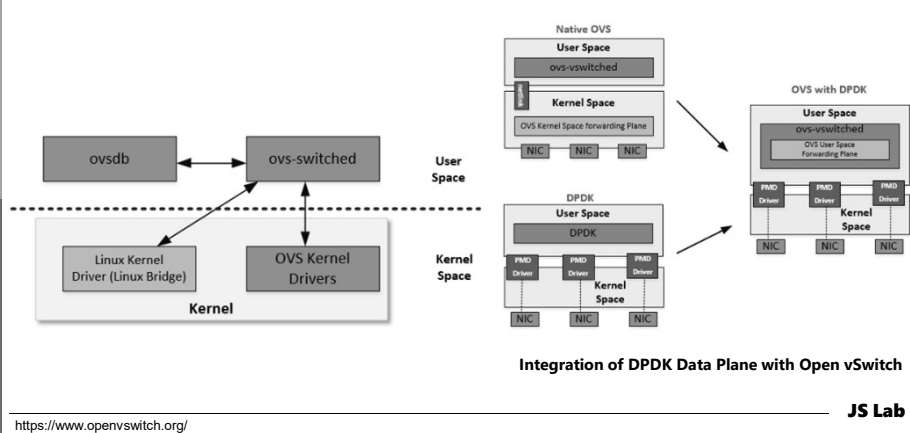 ovsdb
ovs-switched
User
Space
Linux Kernel
Driver (Linux Bridge)
OVS Kernel
Drivers
Kernel
Space
Kernel
Native OVS
User Space
ovs-vswitched
netlink
Kernel Space
OVS Kernel Space forwarding Plane
NIC NIC NIC
DPDK
User Space
DPDK
PMD PMD PMD
Driver Driver Driver
Kernel
Space
NIC NIC NIC
OVS with DPDK
User Space
ovs-vswitched
OVS User Space
Forwarding Plane
PMD PMD PMD
Driver Driver Driver
Kernel
Space
NIC NIC NIC
Integration of DPDK Data Plane with Open vSwitch
JS Lab
https://www.openvswitch.org/